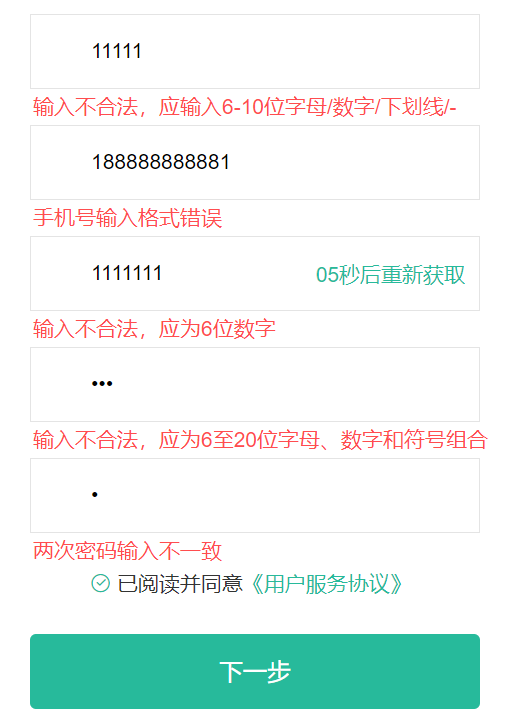 11111
输入不合法，应输入6-10位字母/数字/下划线/-
188888888881
手机号输入格式错误
1111111 05秒后重新获取
输入不合法，应为6位数字
•••
输入不合法，应为6至20位字母、数字和符号组合
•
两次密码输入不一致
已阅读并同意《用户服务协议》
下一步